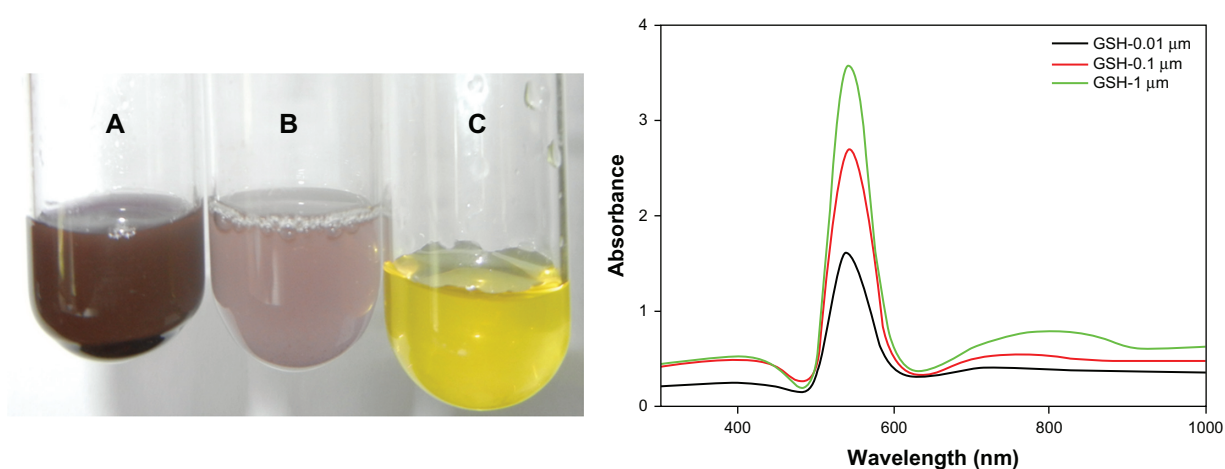 A B C
GSH-0.01 μm
GSH-0.1 μm
GSH-1 μm
4
3
2
1
0
Absorbance
400 600 800 1000
Wavelength (nm)